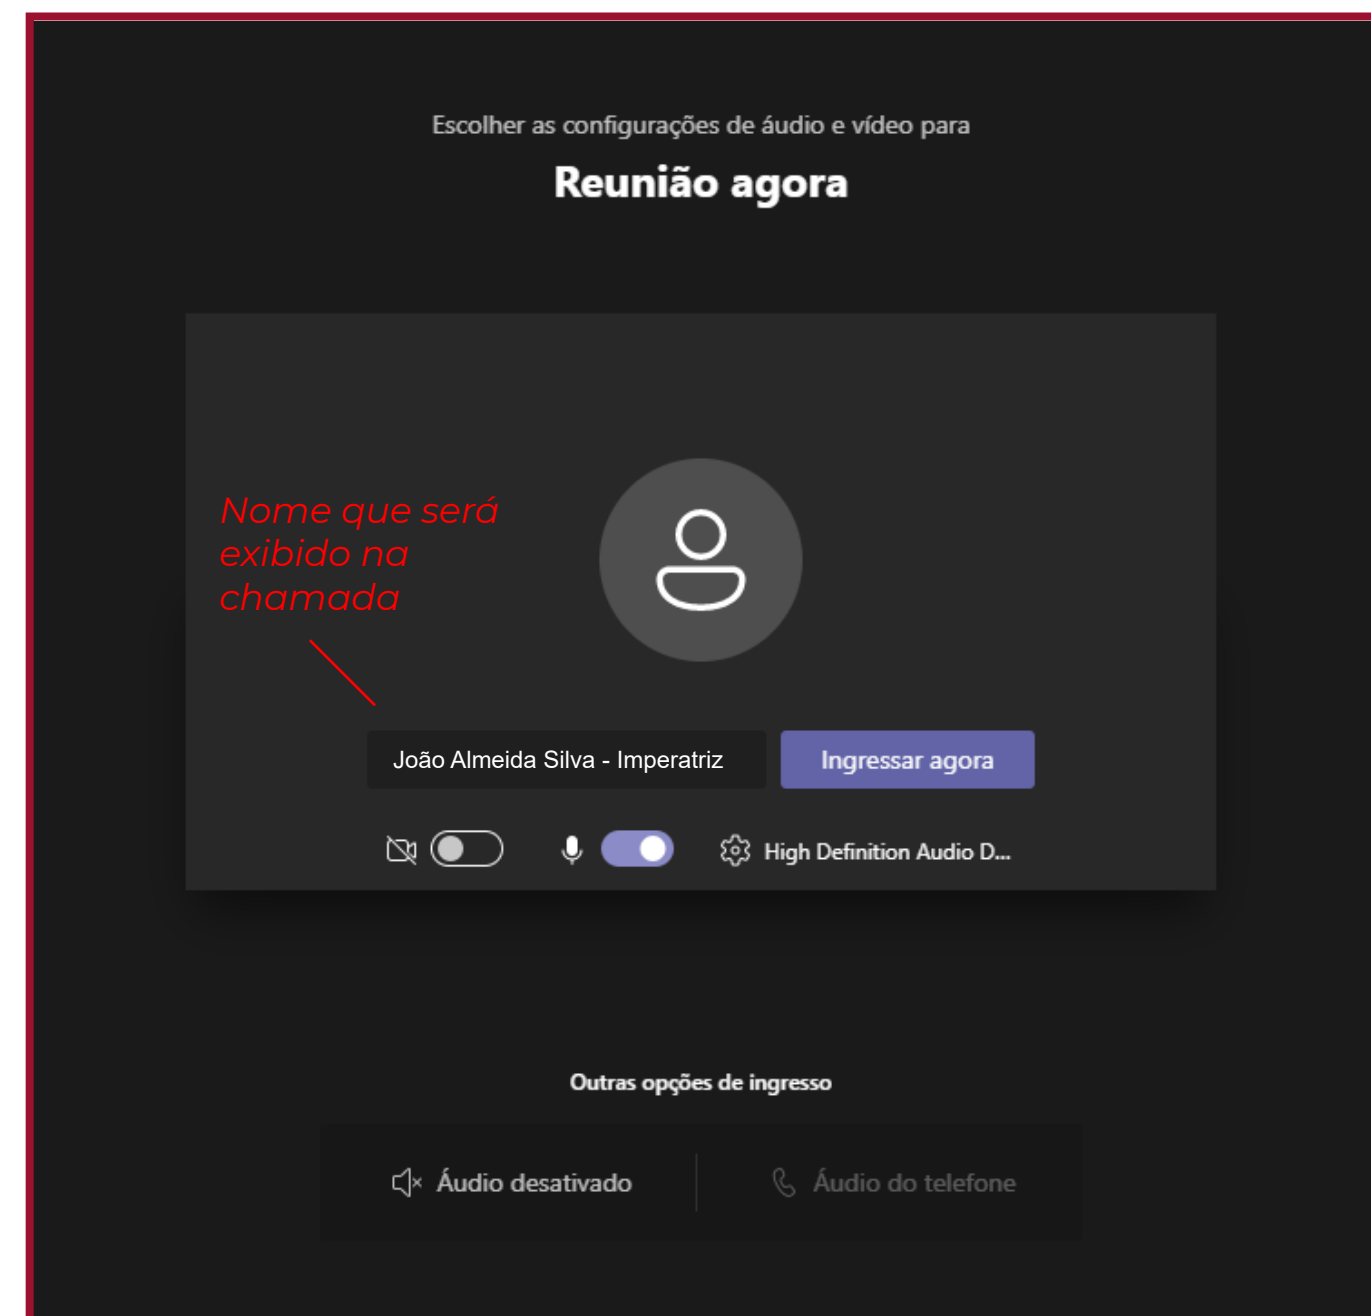 Escolher as configurações de áudio e vídeo para
Reunião agora
Nome que será
exibido na
chamada
João Almeida Silva - Imperatriz
Ingressar agora
High Definition Audio D...
Outras opções de ingresso
Áudio desativado
Áudio do telefone